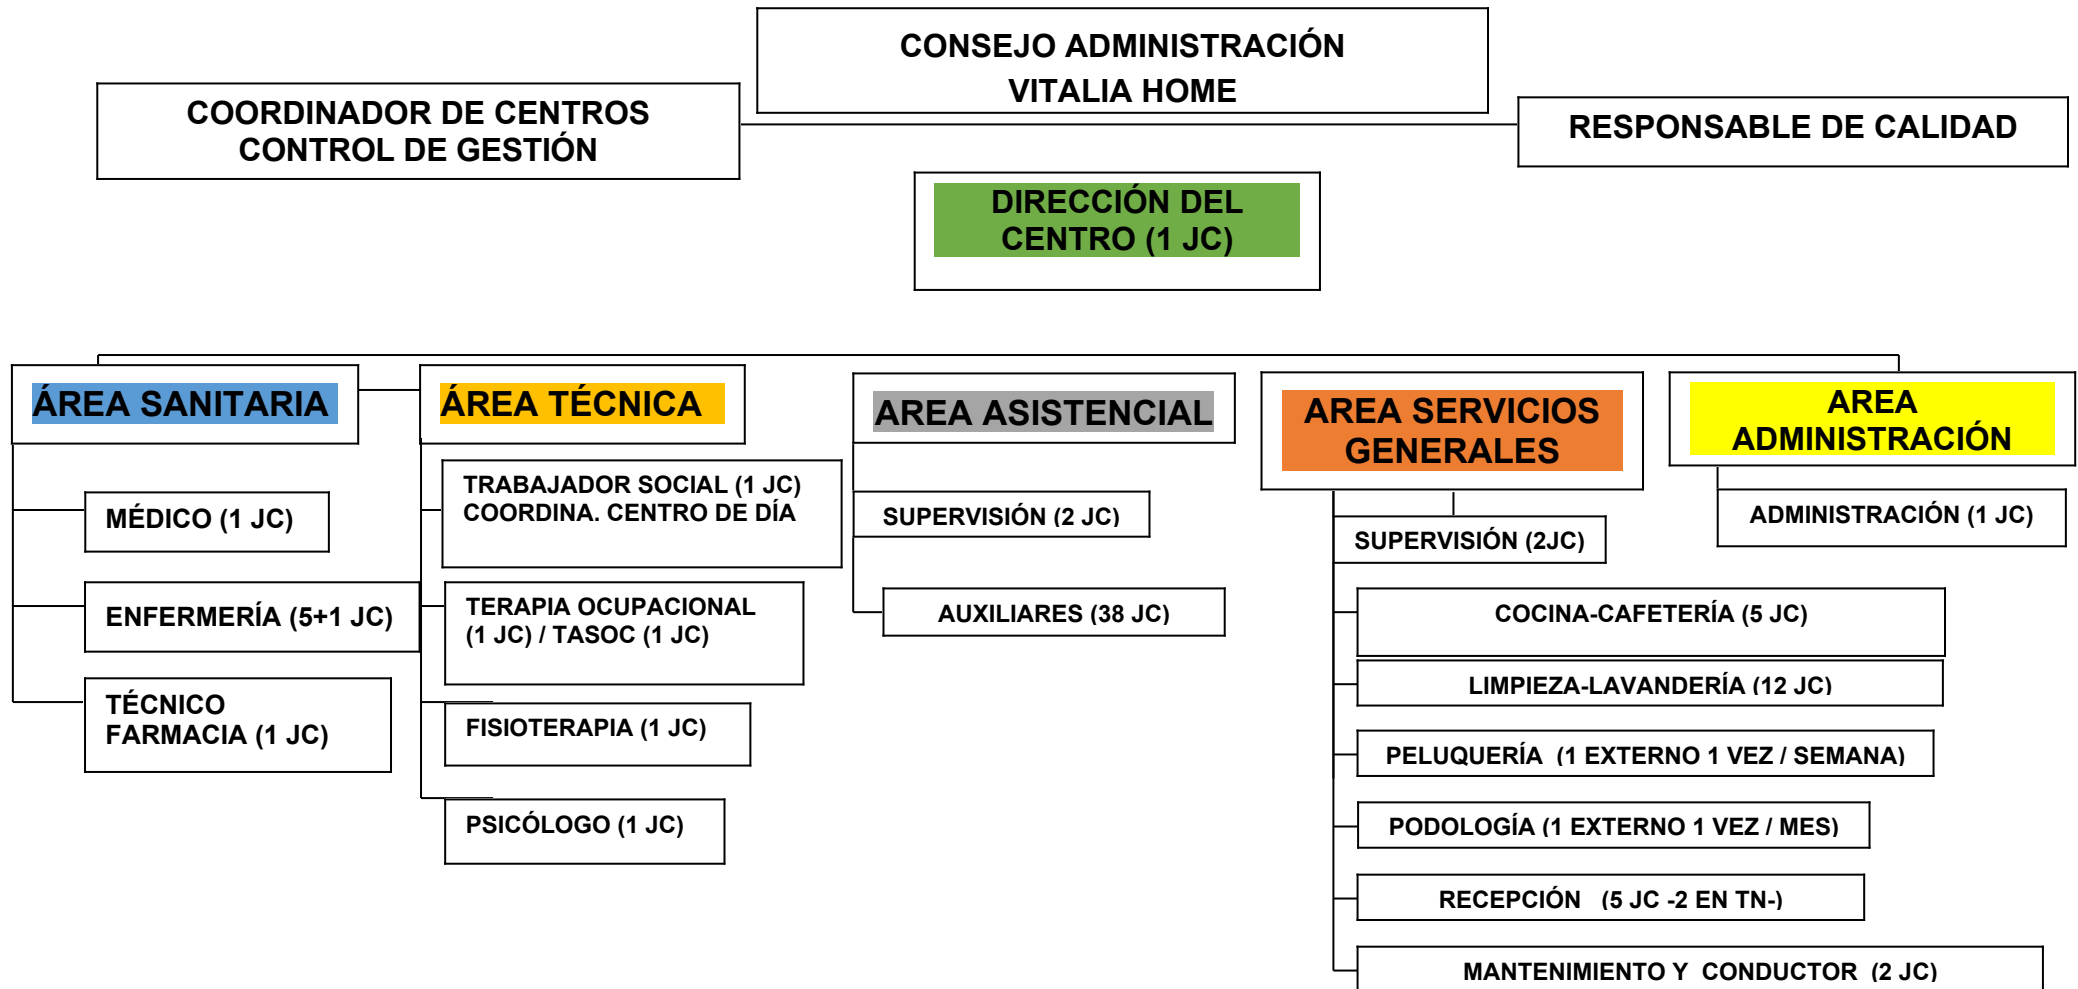 CONSEJO ADMINISTRACIÓN
VITALIA HOME
COORDINADOR DE CENTROS
CONTROL DE GESTIÓN
RESPONSABLE DE CALIDAD
DIRECCIÓN DEL
CENTRO (1 JC)
ÁREA SANITARIA
MÉDICO (1 JC)
ENFERMERÍA (5+1 JC)
TÉCNICO
FARMACIA (1 JC)
ÁREA TÉCNICA
TRABAJADOR SOCIAL (1 JC)
COORDINA. CENTRO DE DÍA
TERAPIA OCUPACIONAL
(1 JC) / TASOC (1 JC)
FISIOTERAPIA (1 JC)
PSICÓLOGO (1 JC)
AREA ASISTENCIAL
SUPERVISIÓN (2 JC)
AUXILIARES (38 JC)
AREA SERVICIOS
GENERALES
SUPERVISIÓN (2JC)
COCINA-CAFETERÍA (5 JC)
LIMPIEZA-LAVANDERÍA (12 JC)
PELUQUERÍA (1 EXTERNO 1 VEZ / SEMANA)
PODOLOGÍA (1 EXTERNO 1 VEZ / MES)
RECEPCIÓN (5 JC -2 EN TN-)
MANTENIMIENTO Y CONDUCTOR (2 JC)
AREA
ADMINISTRACIÓN
ADMINISTRACIÓN (1 JC)